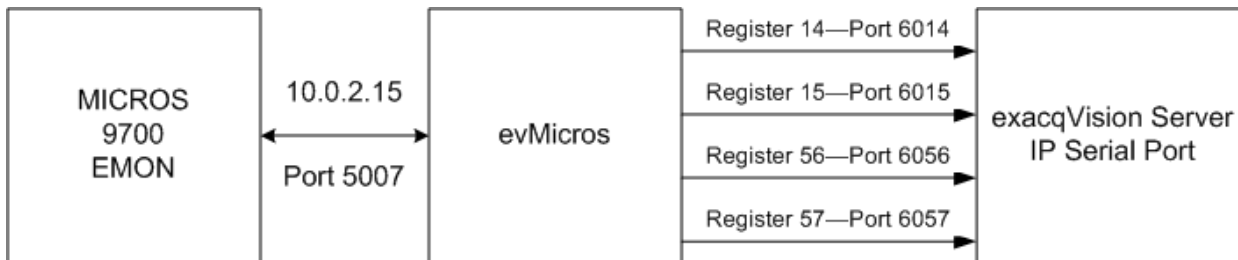 MICROS
9700
EMON
10.0.2.15
Port 5007
evMicros
Register 14—Port 6014
Register 15—Port 6015
Register 56—Port 6056
Register 57—Port 6057
exacqVision Server
IP Serial Port